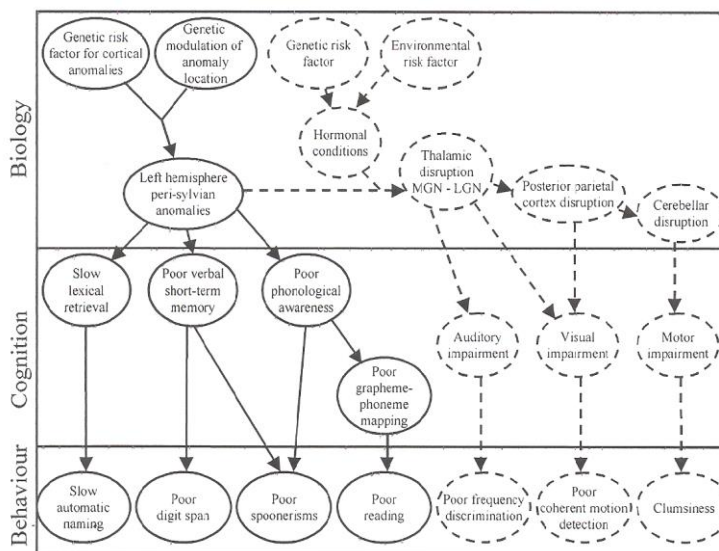 Biology
Genetic risk
factor for cortical
anomalies
Genetic
modulation of
anomaly
location
Genetic risk
factor
Environmental
risk factor
Hormonal
conditions
Left hemisphere
peri-sylvian
anomalies
Thalamic
disruption
MGN - LGN
Posterior parietal
cortex disruption
Cerebellar
disruption
Cognition
Slow
lexical
retrieval
Poor verbal
short-term
memory
Poor
phonological
awareness
Auditory
impairment
Visual
impairment
Motor
impairment
Poor
grapheme-
phoneme
mapping
Behaviour
Slow
automatic
naming
Poor
digit span
Poor
spoonerisms
Poor
reading
Poor frequency
discrimination
Poor
coherent motion
detection
Clumsiness